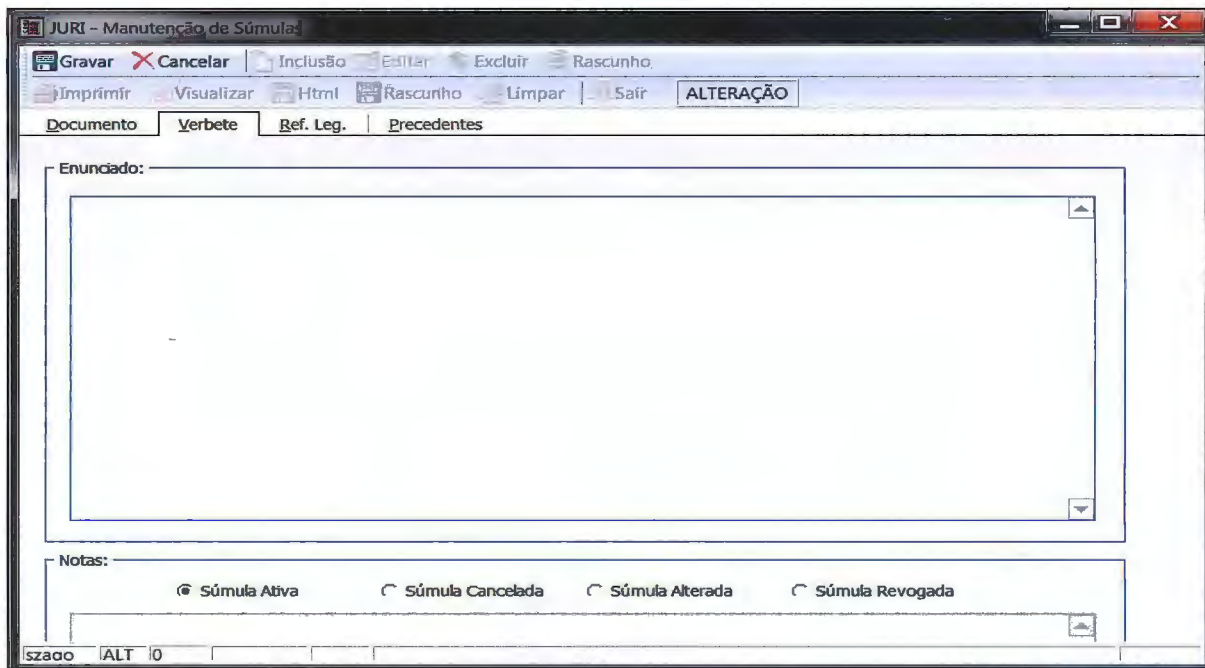 JURI - Manutenção de Súmulas
Gravar Cancelar Inclusão Editar Excluir Rascunho
Imprimir Visualizar Html Rascunho Limpar Sair ALTERAÇÃO
Documento Verbete Ref. Leg. Precedentes
Enunciado:
Notas:
Súmula Ativa Súmula Cancelada Súmula Alterada Súmula Revogada
szago ALT 0